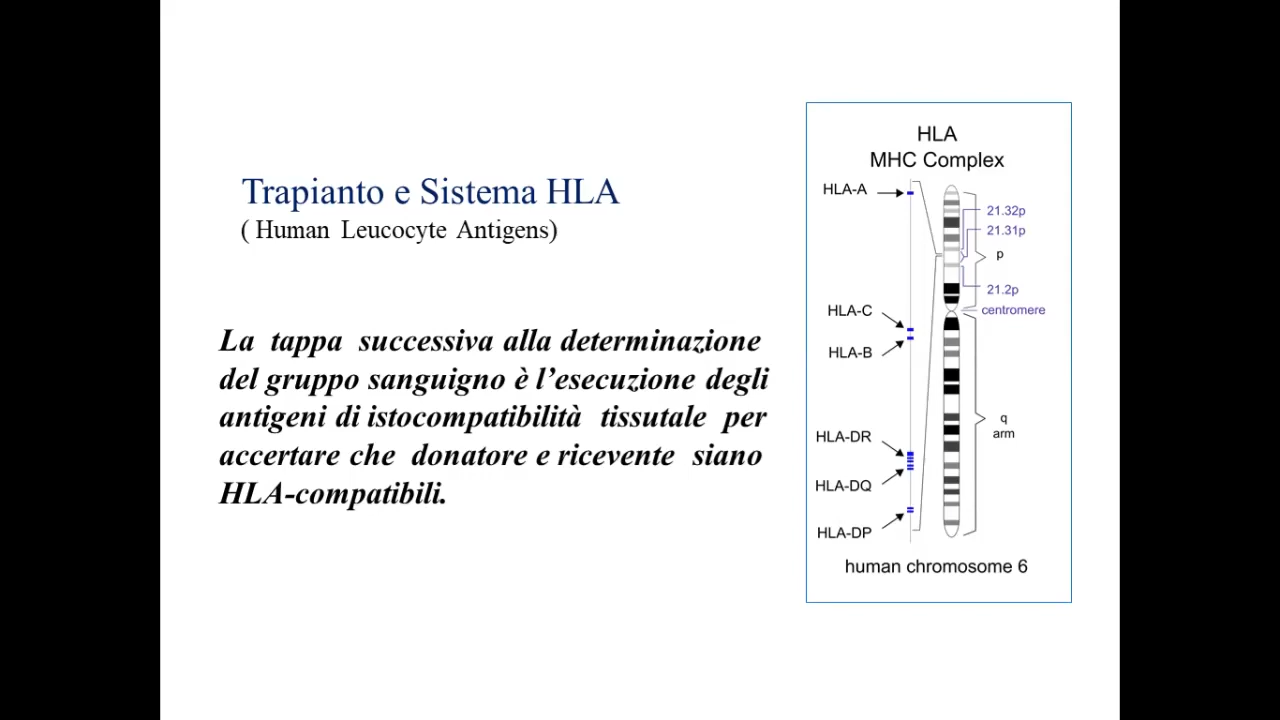 Trapianto e Sistema HLA
( Human Leucocyte Antigens)
La tappa successiva alla determinazione
del gruppo sanguigno è l’esecuzione degli
antigeni di istocompatibilità tissutale per
accertare che donatore e ricevente siano
HLA-compatibili.
HLA
MHC Complex
HLA-A
21.32p
21.31p
p
21.2p
centromere
HLA-C
HLA-B
q
arm
HLA-DR
HLA-DQ
HLA-DP
human chromosome 6